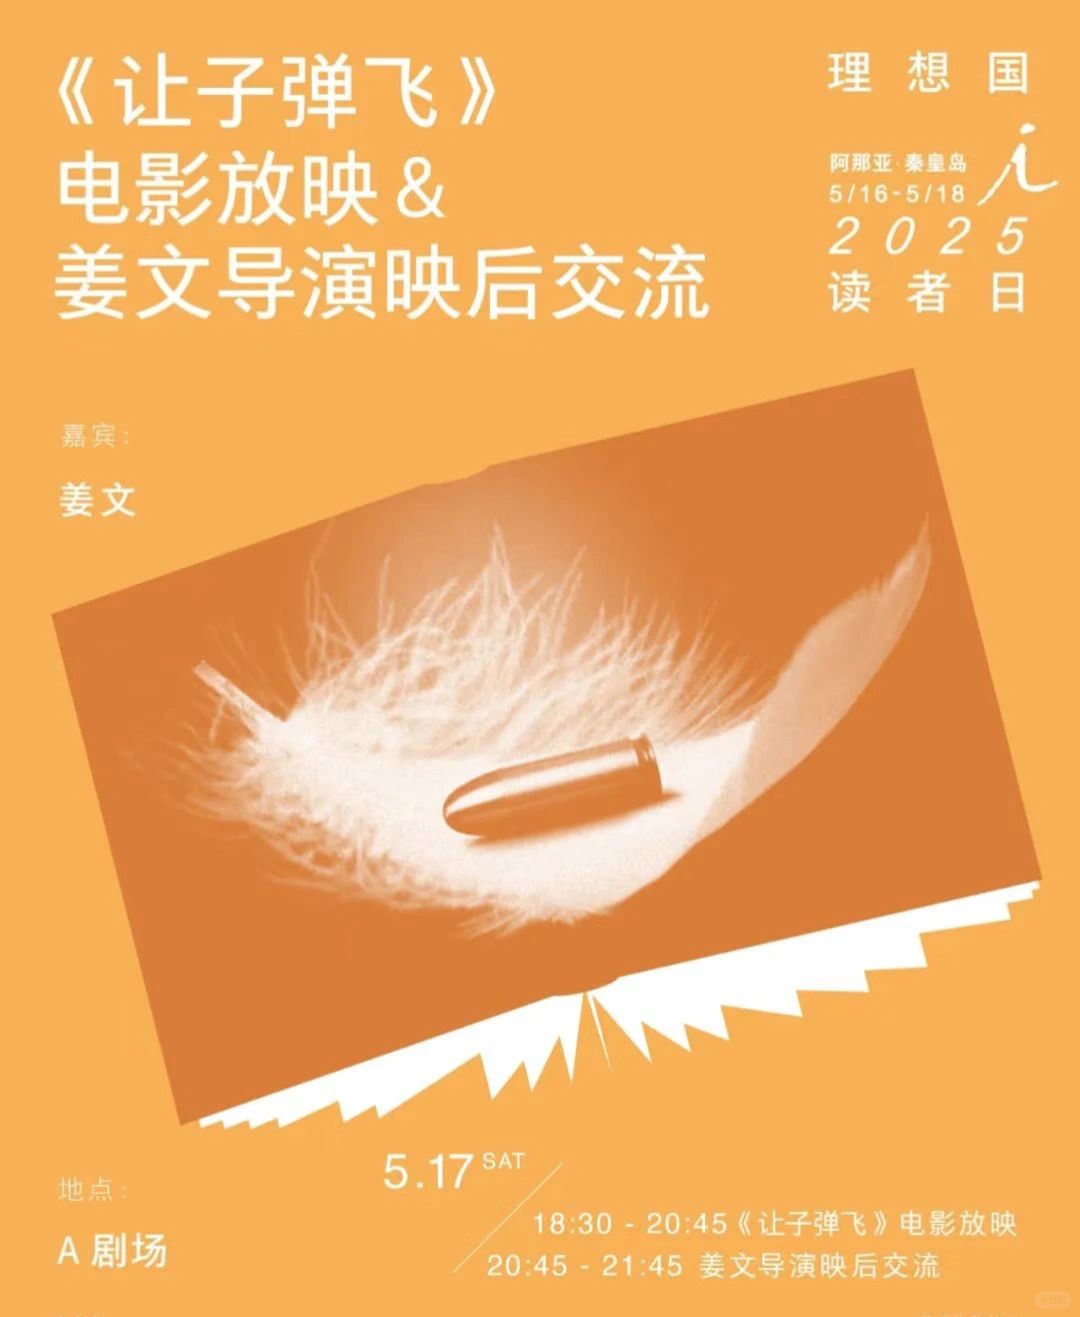 《让子弹飞》
电影放映&
姜文导演映后交流
理想国
阿那亚·秦皇岛
5/16-5/18
i
2025
读者日
嘉宾：
姜文
5.17 SAT
18:30 - 20:45《让子弹飞》电影放映
20:45 - 21:45 姜文导演映后交流
地点：
A 剧场